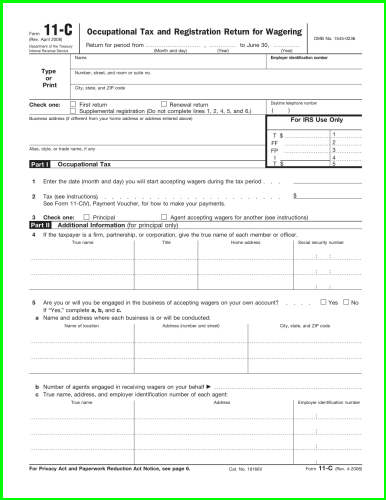 Form 11-C
(Rev. April 2008)
Department of the Treasury
Internal Revenue Service
Occupational Tax and Registration Return for Wagering
Return for period from , to June 30,
(Month and day) (Year) (Year)
OMB No. 1545-0236
Type
or
Print
Name
Employer identification number
Number, street, and room or suite no.
City, state, and ZIP code
Check one: First return Renewal return
Supplemental registration (Do not complete lines 1, 2, 4, 5, and 6.)
Daytime telephone number
( )
Business address (if different from your home address or address entered above)
For IRS Use Only
T $ 1
FF 2
FP 3
I 4
T $ 5
Alias, style, or trade name, if any
Part I Occupational Tax
1 Enter the date (month and day) you will start accepting wagers during the tax period . . .
2 Tax (see instructions) . . . . . . . . . . . . . . . . . . . . $
See Form 11-C(V), Payment Voucher, for how to make your payments.
3 Check one: Principal Agent accepting wagers for another (see instructions)
Part II Additional Information (for principal only)
4 If the taxpayer is a firm, partnership, or corporation, give the true name of each member or officer.
True name Title Home address Social security number
5 Are you or will you be engaged in the business of accepting wagers on your own account? . . . . Yes No
If "Yes," complete a, b, and c.
a Name and address where each business is or will be conducted:
Name of location Address (number and street) City, state, and ZIP code
b Number of agents engaged in receiving wagers on your behalf ▶
c True name, address, and employer identification number of each agent:
True name Address Employer identification number
For Privacy Act and Paperwork Reduction Act Notice, see page 6. Cat. No. 16166V Form 11-C (Rev. 4-2008)